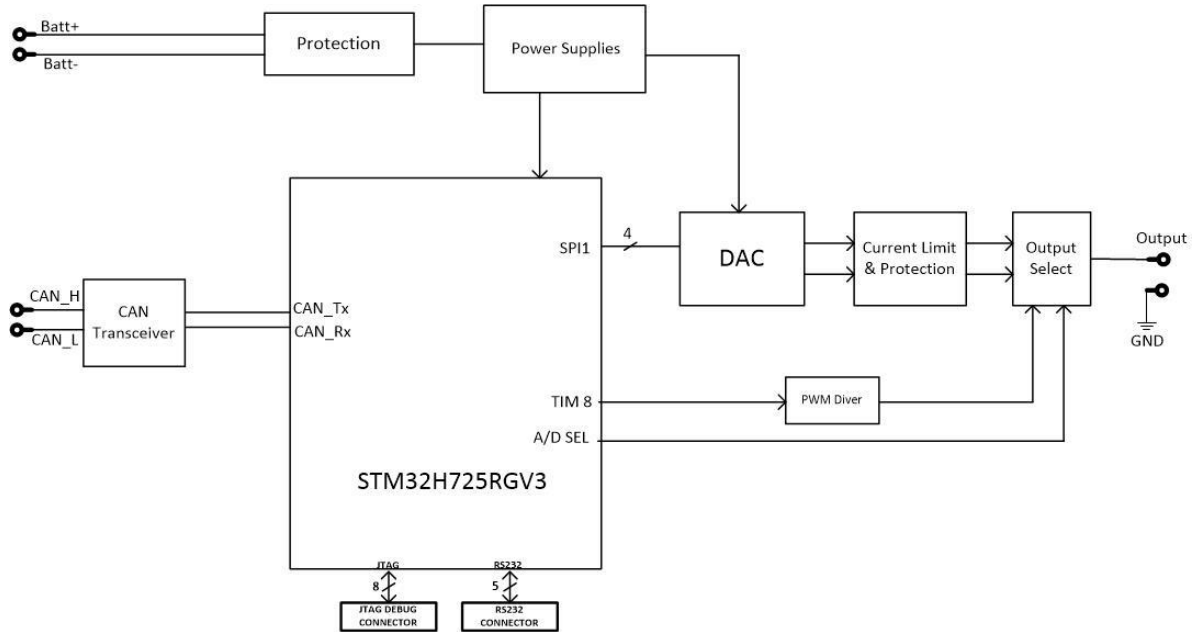 Batt+
Batt-
Protection
Power Supplies
SPI1
4
DAC
Current Limit
& Protection
Output
Select
Output
GND
CAN_H
CAN_L
CAN
Transceiver
CAN_Tx
CAN_Rx
TIM 8
PWM Diver
A/D SEL
STM32H725RGV3
JTAG
RS232
8
5
JTAG DEBUG
CONNECTOR
RS232
CONNECTOR